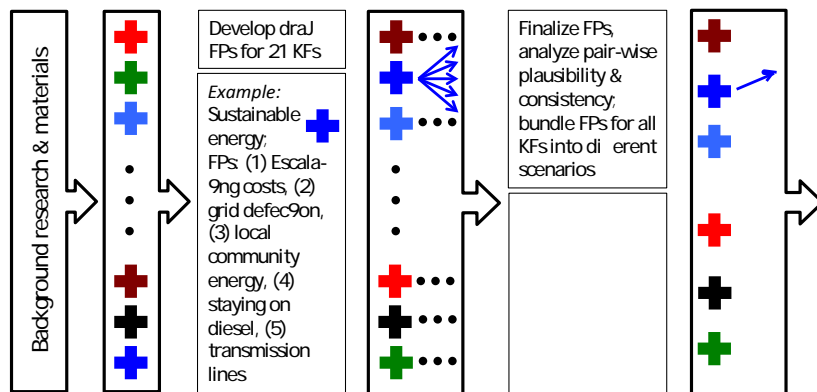 Background research & materials
Develop draJ
FPs for 21 KFs
Example:
Sustainable
energy;
FPs: (1) Escala-
9ng costs, (2)
grid defec9on,
(3) local
community
energy, (4)
staying on
diesel, (5)
transmission
lines
Finalize FPs,
analyze pair-wise
plausibility &
consistency;
bundle FPs for all
KFs into di erent
scenarios